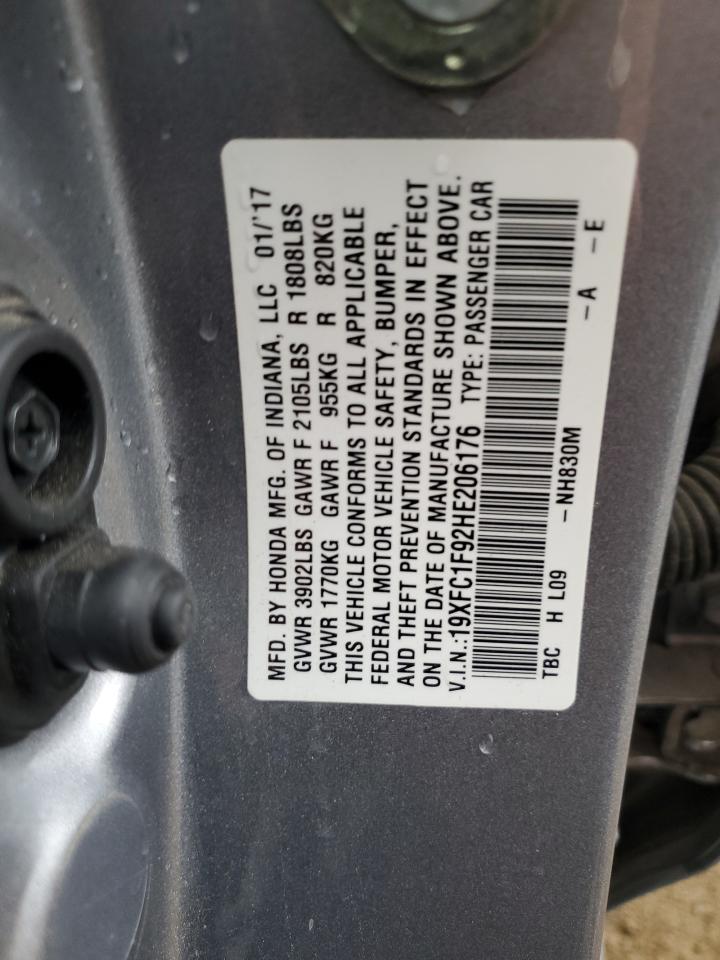 MFD. BY HONDA MFG. OF INDIANA, LLC 01/'17
GVWR 3902LBS GAWR F 2105LBS R 1808LBS
GVWR 1770KG GAWR F 955KG R 820KG
THIS VEHICLE CONFORMS TO ALL APPLICABLE
FEDERAL MOTOR VEHICLE SAFETY, BUMPER,
AND THEFT PREVENTION STANDARDS IN EFFECT
ON THE DATE OF MANUFACTURE SHOWN ABOVE.
V.I.N.:19XFC1F92HE206176 TYPE: PASSENGER CAR
TBC H L09 -NH830M -A -E